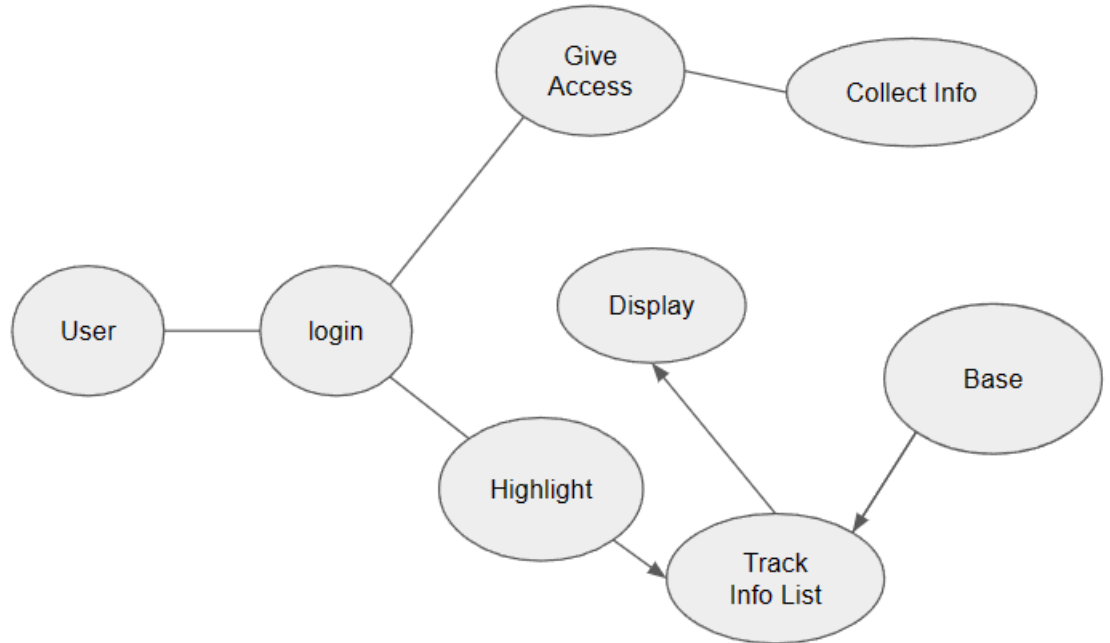 Give
Access
Collect Info
User
login
Display
Base
Highlight
Track
Info List